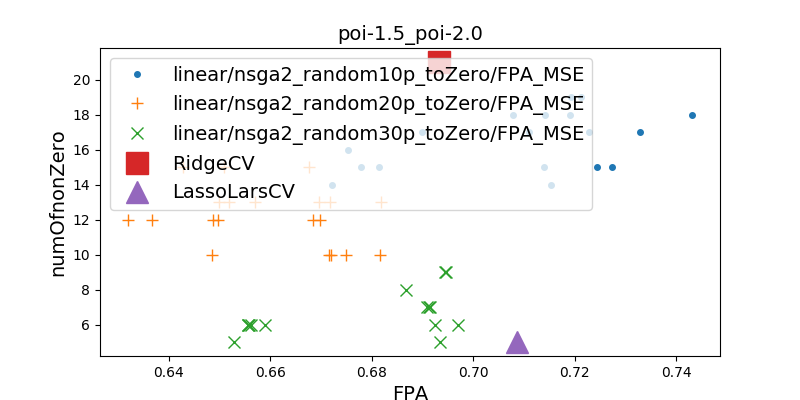 poi-1.5_poi-2.0
linear/nsga2_random10p_toZero/FPA_MSE
linear/nsga2_random20p_toZero/FPA_MSE
linear/nsga2_random30p_toZero/FPA_MSE
RidgeCV
LassoLarsCV
numOfnonZero
20
18
16
14
12
10
8
6
0.64
0.66
0.68
0.70
0.72
0.74
FPA